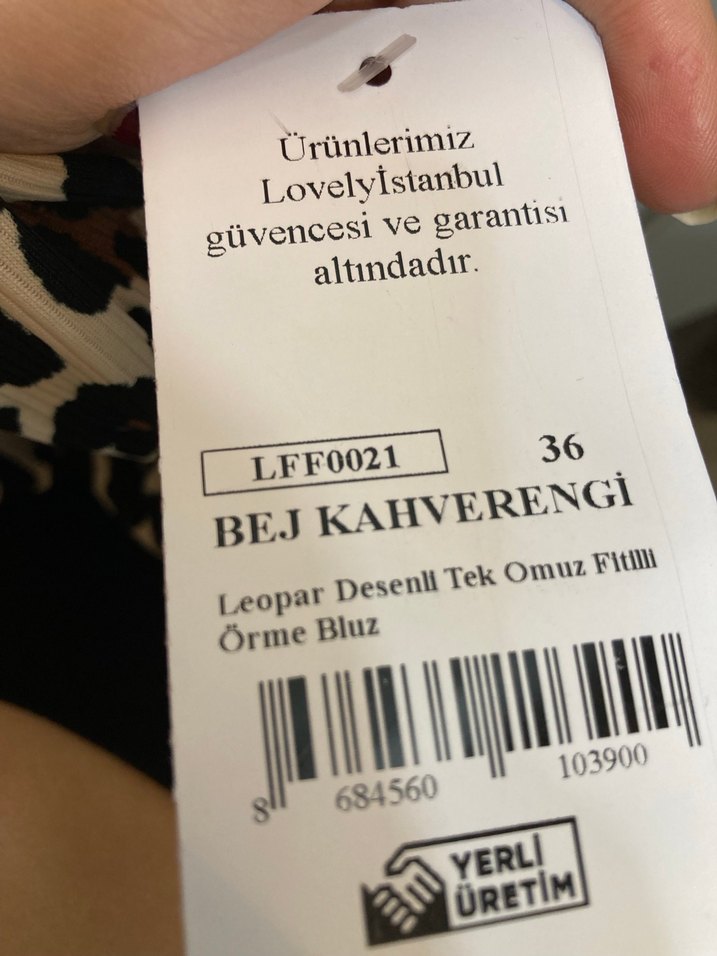 Ürünlerimiz
Lovelyİstanbul
güvencesi ve garantisi
altındadır.
LFF0021 36
BEJ KAHVERENGİ
Leopar Desenli Tek Omuz Fitilli
Örme Bluz
8 684560 103900
YERLİ
ÜRETİM